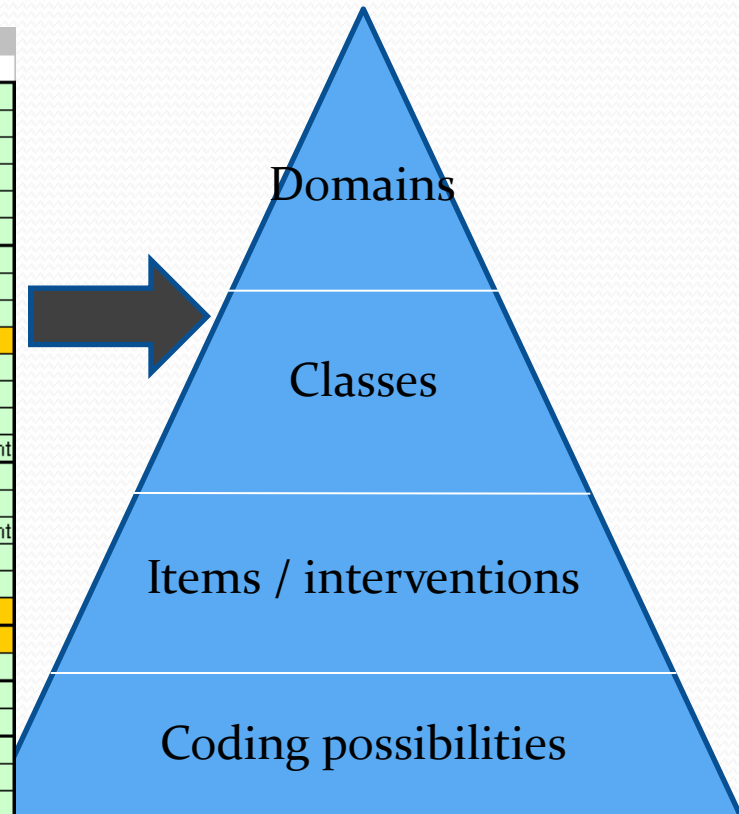 Domains
Classes
Items / interventions
Coding possibilities